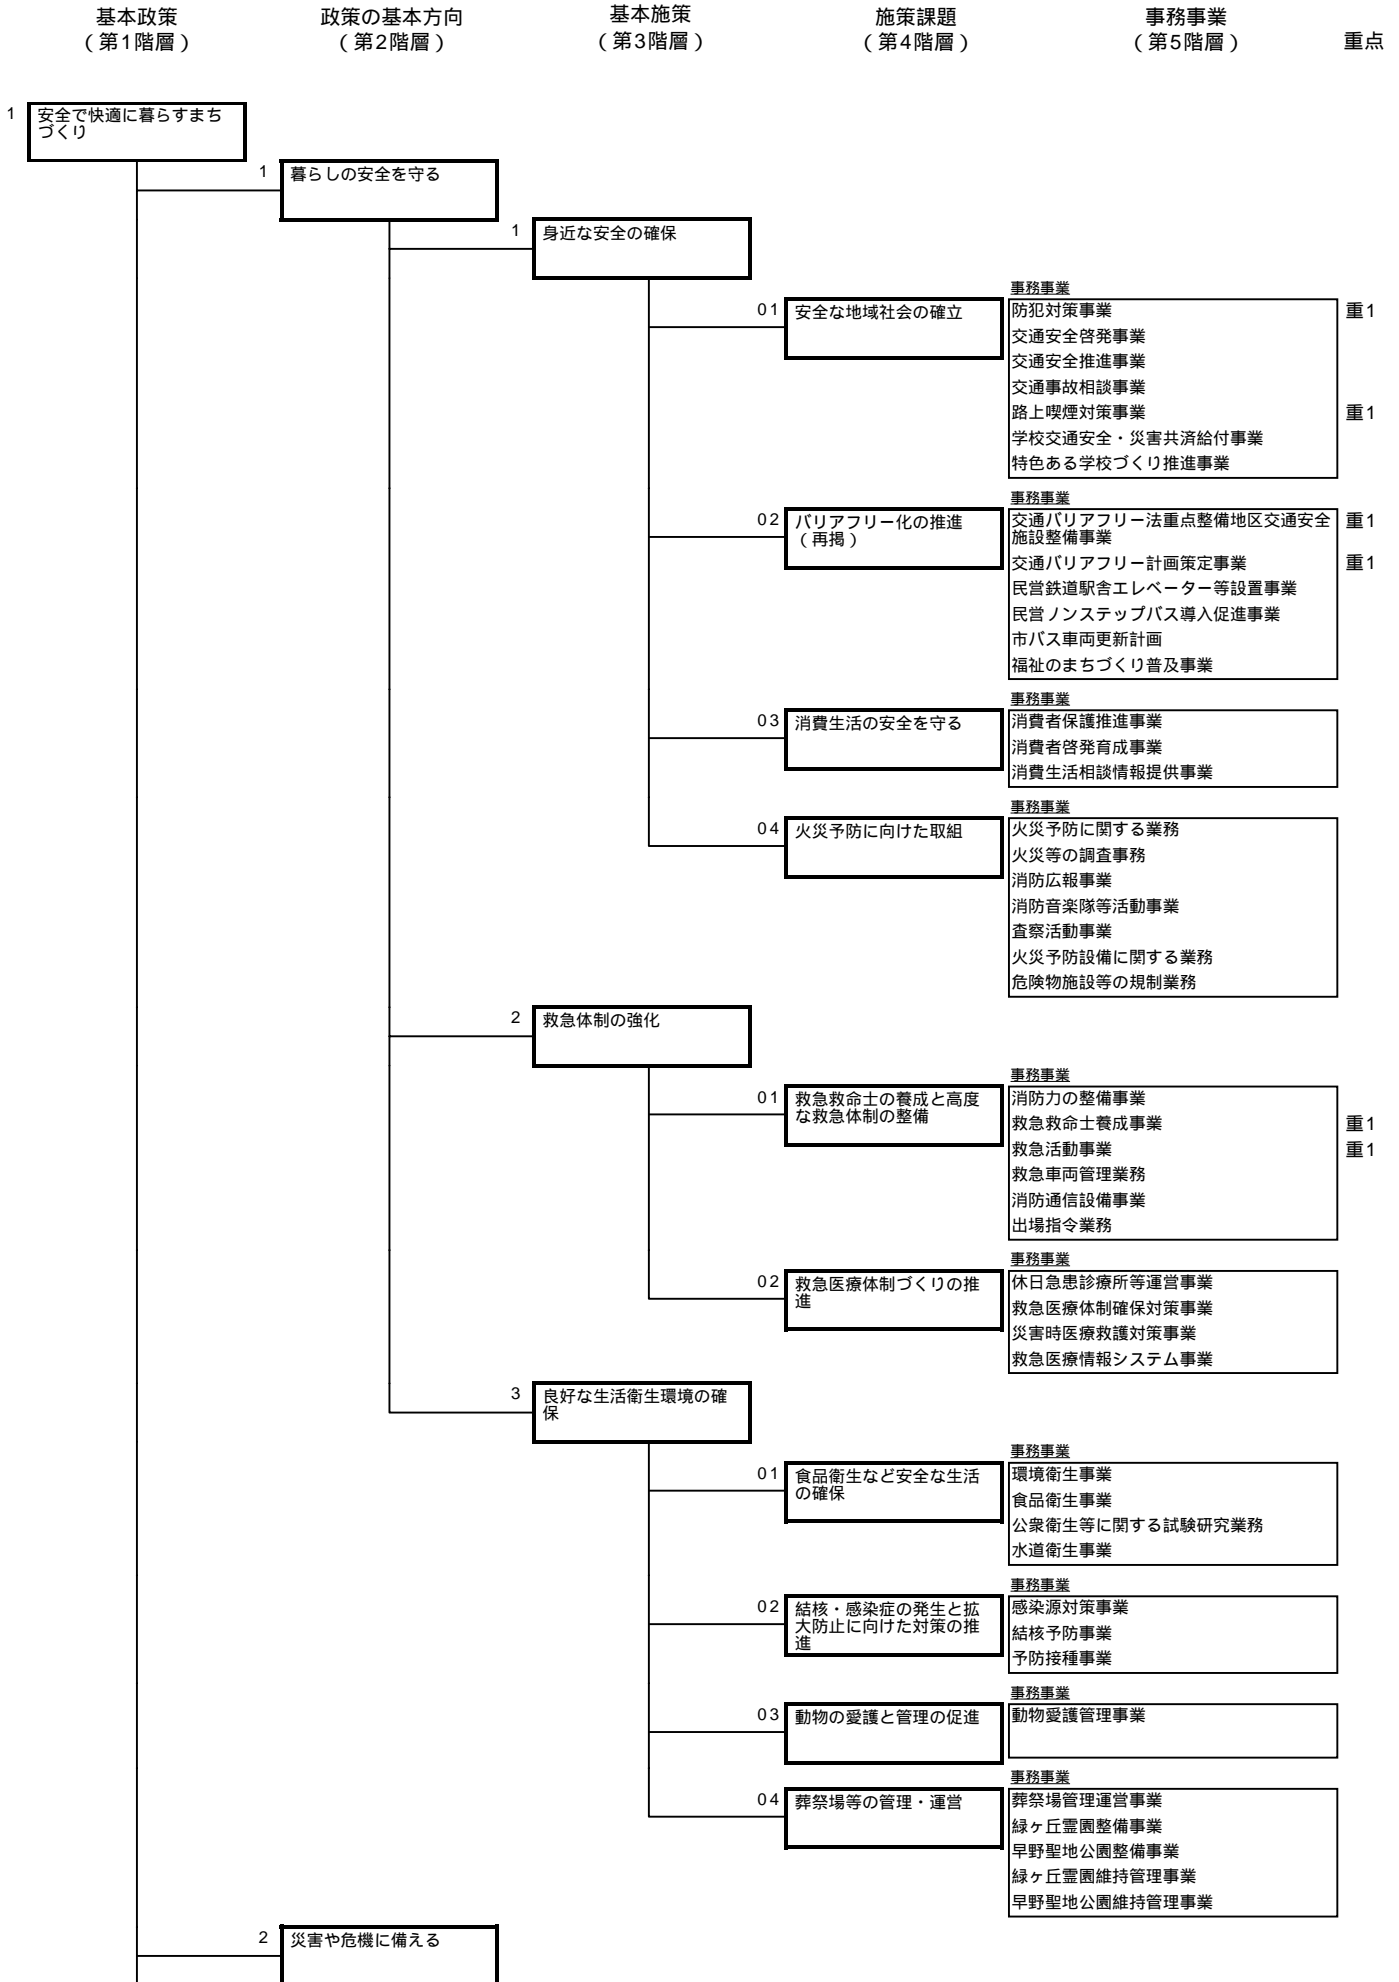 基本政策 政策の基本方向 基本施策 施策課題 事務事業
（第1階層） （第2階層） （第3階層） （第4階層） （第5階層） 重点
1 安全で快適に暮らすまち
づくり
1 暮らしの安全を守る
1 身近な安全の確保
事務事業
01 安全な地域社会の確立 防犯対策事業 重1
交通安全啓発事業
交通安全推進事業
交通事故相談事業
路上喫煙対策事業 重1
学校交通安全・災害共済給付事業
特色ある学校づくり推進事業
事務事業
02 バリアフリー化の推進
（再掲）
交通バリアフリー法重点整備地区交通安全 重1
施設整備事業
交通バリアフリー計画策定事業 重1
民営鉄道駅舎エレベーター等設置事業
民営ノンステップバス導入促進事業
市バス車両更新計画
福祉のまちづくり普及事業
事務事業
03 消費生活の安全を守る 消費者保護推進事業
消費者啓発育成事業
消費生活相談情報提供事業
事務事業
04 火災予防に向けた取組 火災予防に関する業務
火災等の調査事務
消防広報事業
消防音楽隊等活動事業
査察活動事業
火災予防設備に関する業務
危険物施設等の規制業務
2 救急体制の強化
事務事業
01 救急救命士の養成と高度
な救急体制の整備
消防力の整備事業
救急救命士養成事業 重1
救急活動事業 重1
救急車両管理業務
消防通信設備事業
出場指令業務
事務事業
02 救急医療体制づくりの推
進
休日急患診療所等運営事業
救急医療体制確保対策事業
災害時医療救護対策事業
救急医療情報システム事業
3 良好な生活衛生環境の確
保
事務事業
01 食品衛生など安全な生活
の確保
環境衛生事業
食品衛生事業
公衆衛生等に関する試験研究業務
水道衛生事業
事務事業
02 結核・感染症の発生と拡
大防止に向けた対策の推
進
感染源対策事業
結核予防事業
予防接種事業
事務事業
03 動物の愛護と管理の促進 動物愛護管理事業
事務事業
04 葬祭場等の管理・運営 葬祭場管理運営事業
緑ヶ丘霊園整備事業
早野聖地公園整備事業
緑ヶ丘霊園維持管理事業
早野聖地公園維持管理事業
2 災害や危機に備える